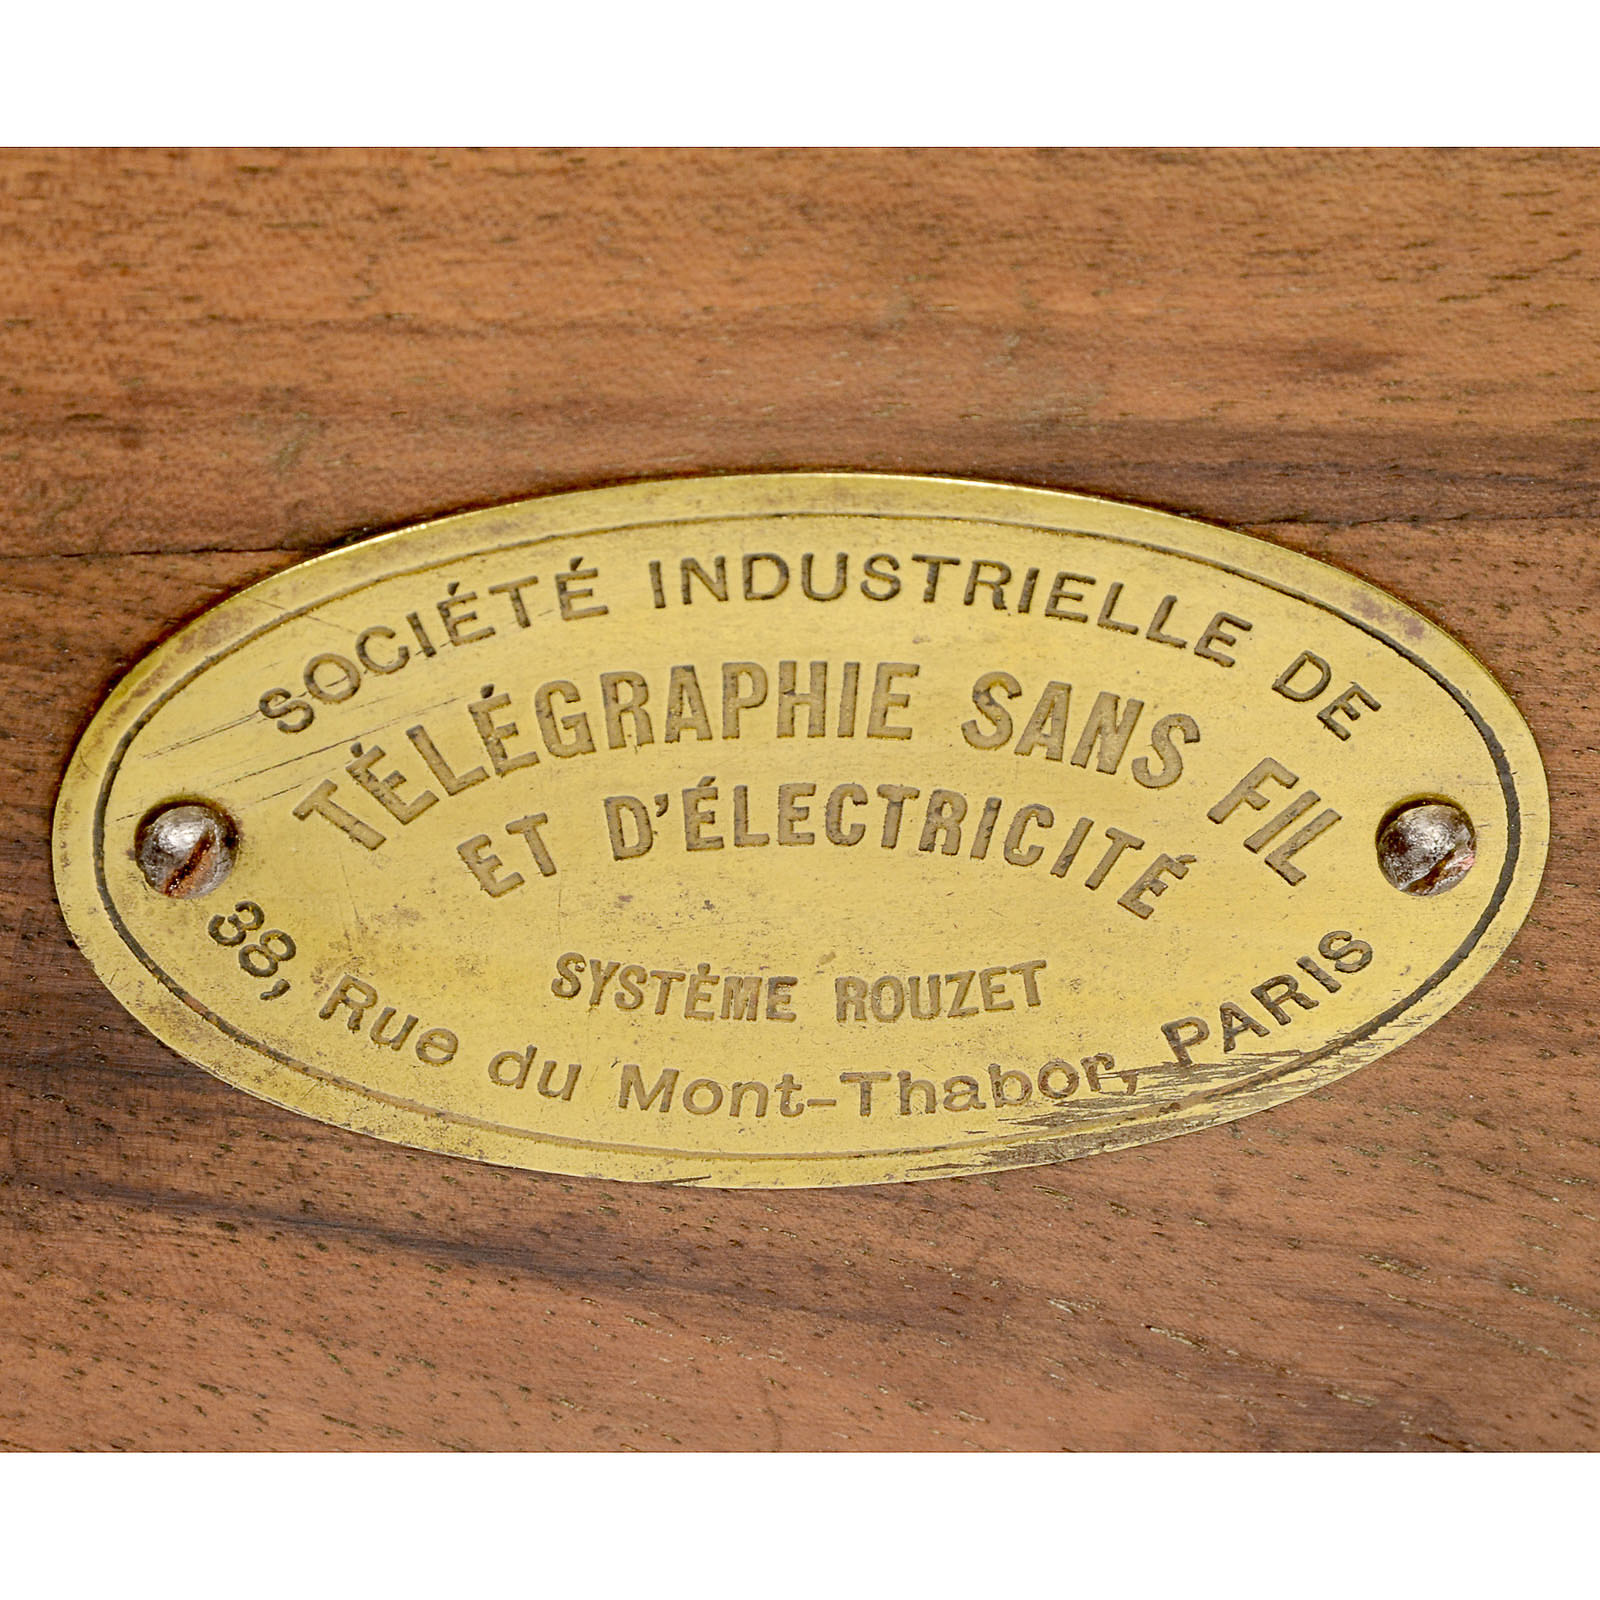 SOCIÉTÉ INDUSTRIELLE DE
TÉLÉGRAPHIE SANS FIL
ET D'ÉLECTRICITÉ
SYSTÈME ROUZET
38, Rue du Mont-Thabor, PARIS